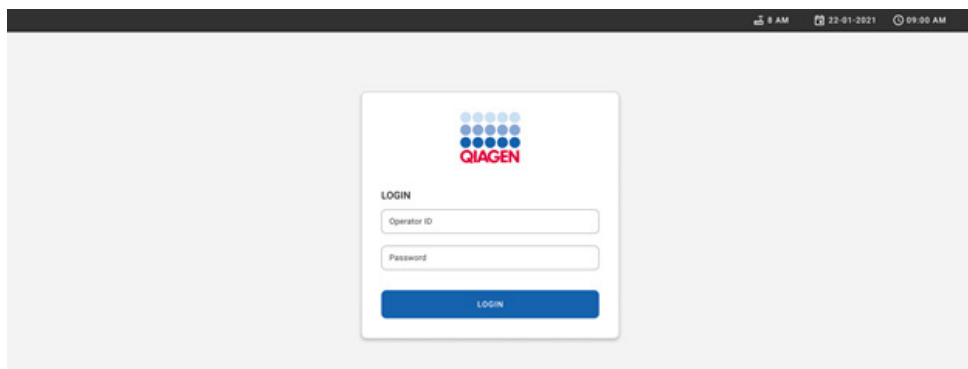 8 AM 22-01-2021 09:00 AM
QIAGEN
LOGIN
Operator ID
Password
LOGIN